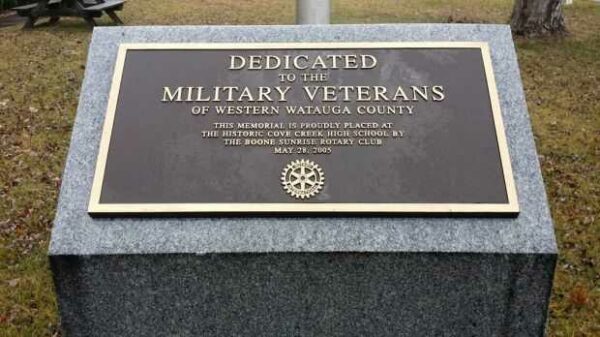 DEDICATED
TO THE
MILITARY VETERANS
OF WESTERN WATAUGA COUNTY
THIS MEMORIAL IS PROUDLY PLACED AT
THE HISTORIC COVE CREEK HIGH SCHOOL BY
THE BOONE SUNRISE ROTARY CLUB
MAY 28, 2005